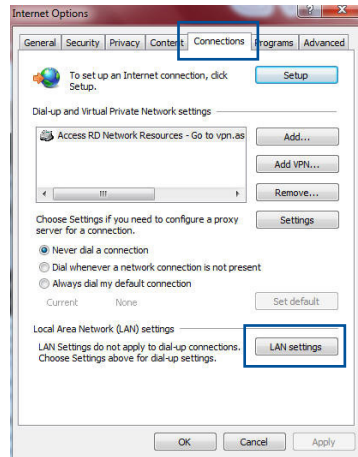 Internet Options
General Security Privacy Content Connections Programs Advanced
To set up an Internet connection, click
Setup.
Setup
Dial-up and Virtual Private Network settings
Access RD Network Resources - Go to vpn.as
Add...
Add VPN...
Remove...
Choose Settings if you need to configure a proxy
server for a connection.
Settings
Never dial a connection
Dial whenever a network connection is not present
Always dial my default connection
Current None
Set default
Local Area Network (LAN) settings
LAN Settings do not apply to dial-up connections.
Choose Settings above for dial-up settings.
LAN settings
OK Cancel Apply